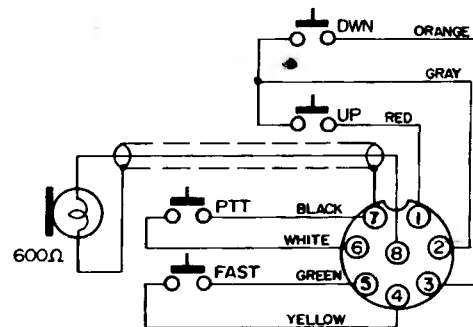 DWN ORANGE
GRAY
UP RED
PTT BLACK
7 1
WHITE 6 8 2
600Ω
FAST GREEN 5 4 3
YELLOW